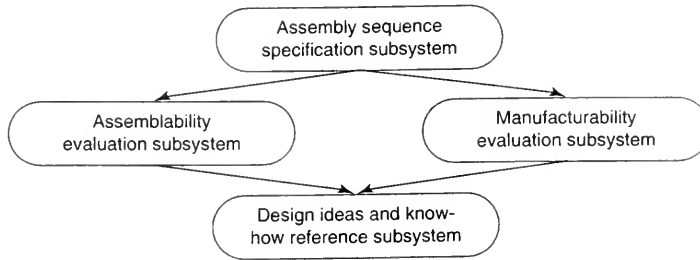 Assembly sequence
specification subsystem
Assemblability
evaluation subsystem
Manufacturability
evaluation subsystem
Design ideas and know-
how reference subsystem